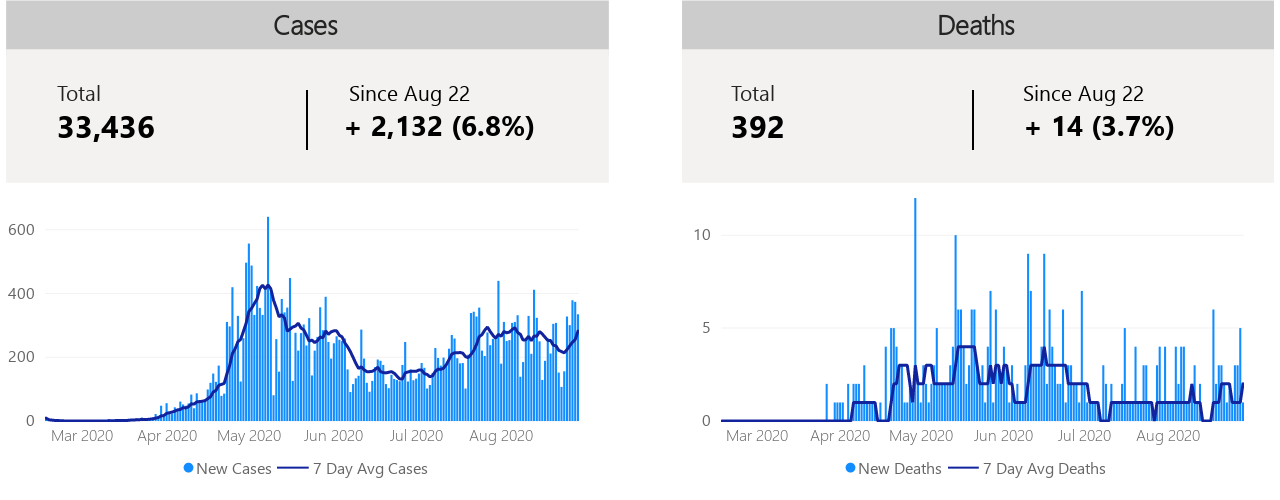 Cases
Total
Since Aug 22
33,436
+ 2,132 (6.8%)
600
400
200
0
Mar 2020 Apr 2020 May 2020 Jun 2020 Jul 2020 Aug 2020
New Cases 7 Day Avg Cases
Deaths
Total
Since Aug 22
392
+ 14 (3.7%)
10
5
0
Mar 2020 Apr 2020 May 2020 Jun 2020 Jul 2020 Aug 2020
New Deaths 7 Day Avg Deaths